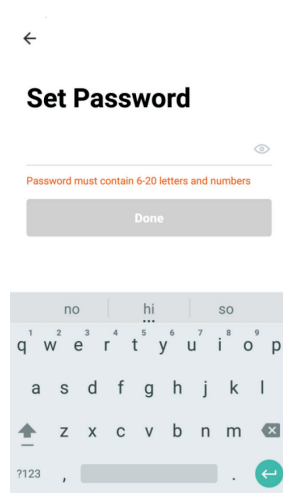 Set Password
Password must contain 6-20 letters and numbers
Done
no hi so
1 2 3 4 5 6 7 8 9
q w e r t y u i o p
a s d f g h j k l
z x c v b n m
?123 , .